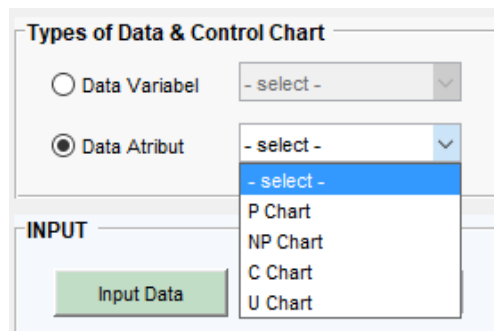 Types of Data & Control Chart
Data Variabel - select -
Data Atribut - select -
- select -
P Chart
NP Chart
C Chart
U Chart
INPUT
Input Data